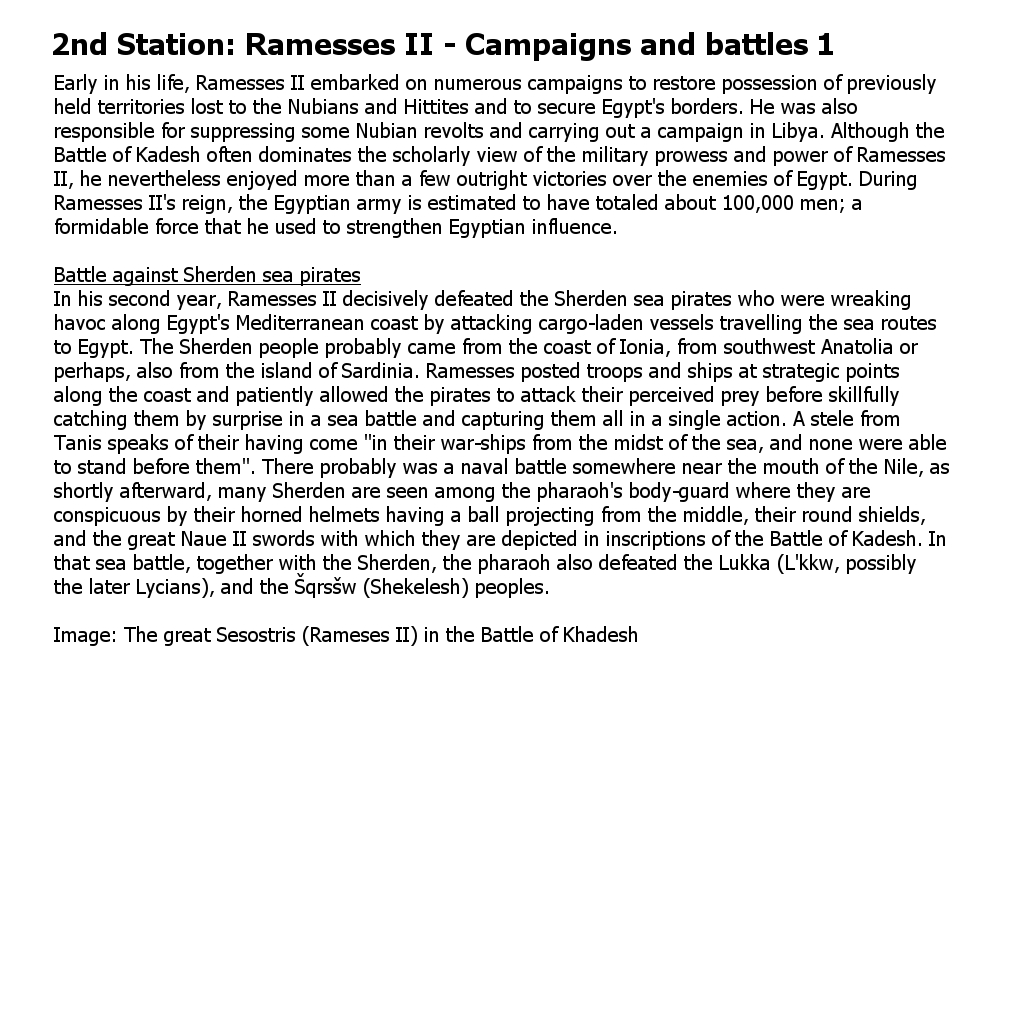 2nd Station: Ramesses II - Campaigns and battles 1
Early in his life, Ramesses II embarked on numerous campaigns to restore possession of previously
held territories lost to the Nubians and Hittites and to secure Egypt's borders. He was also
responsible for suppressing some Nubian revolts and carrying out a campaign in Libya. Although the
Battle of Kadesh often dominates the scholarly view of the military prowess and power of Ramesses
II, he nevertheless enjoyed more than a few outright victories over the enemies of Egypt. During
Ramesses II's reign, the Egyptian army is estimated to have totaled about 100,000 men; a
formidable force that he used to strengthen Egyptian influence.
Battle against Sherden sea pirates
In his second year, Ramesses II decisively defeated the Sherden sea pirates who were wreaking
havoc along Egypt's Mediterranean coast by attacking cargo-laden vessels travelling the sea routes
to Egypt. The Sherden people probably came from the coast of Ionia, from southwest Anatolia or
perhaps, also from the island of Sardinia. Ramesses posted troops and ships at strategic points
along the coast and patiently allowed the pirates to attack their perceived prey before skillfully
catching them by surprise in a sea battle and capturing them all in a single action. A stele from
Tanis speaks of their having come "in their war-ships from the midst of the sea, and none were able
to stand before them". There probably was a naval battle somewhere near the mouth of the Nile, as
shortly afterward, many Sherden are seen among the pharaoh's body-guard where they are
conspicuous by their horned helmets having a ball projecting from the middle, their round shields,
and the great Naue II swords with which they are depicted in inscriptions of the Battle of Kadesh. In
that sea battle, together with the Sherden, the pharaoh also defeated the Lukka (L'kkw, possibly
the later Lycians), and the Šqrsšw (Shekelesh) peoples.
Image: The great Sesostris (Rameses II) in the Battle of Khadesh